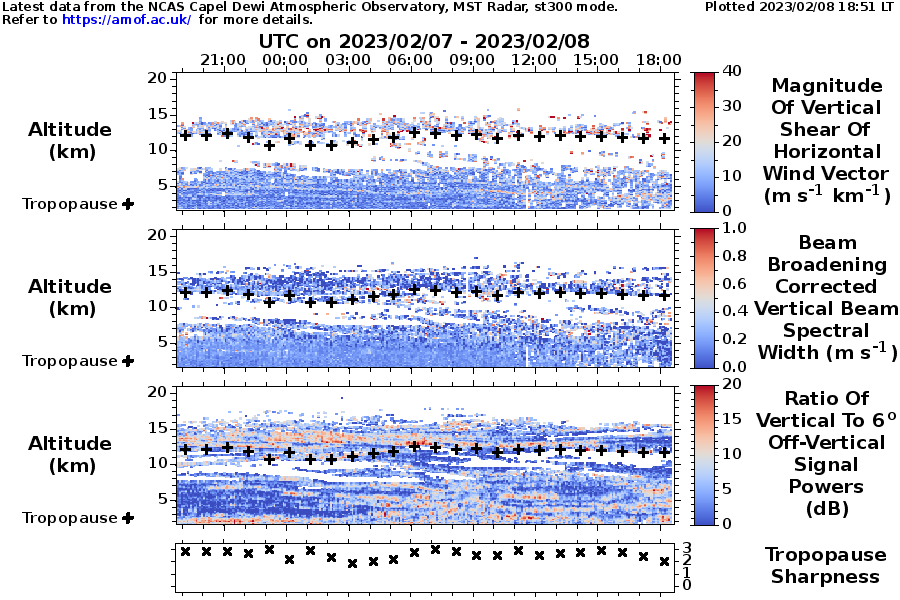 Latest data from the NCAS Capel Dewi Atmospheric Observatory, MST Radar, st300 mode.
Plotted 2023/02/08 18:51 LT
Refer to https://amof.ac.uk/ for more details.
UTC on 2023/02/07 - 2023/02/08
21:00 00:00 03:00 06:00 09:00 12:00 15:00 18:00
Altitude
(km)
Tropopause +
20
15
10
5
40
30
20
10
0
Magnitude
Of Vertical
Shear Of
Horizontal
Wind Vector
(m s⁻¹ km⁻¹)
Altitude
(km)
Tropopause +
20
15
10
5
1.0
0.8
0.6
0.4
0.2
0.0
Beam
Broadening
Corrected
Vertical Beam
Spectral
Width (m s⁻¹)
Altitude
(km)
Tropopause +
20
15
10
5
20
15
10
5
0
Ratio Of
Vertical To 6°
Off-Vertical
Signal
Powers
(dB)
3
2
1
0
Tropopause
Sharpness